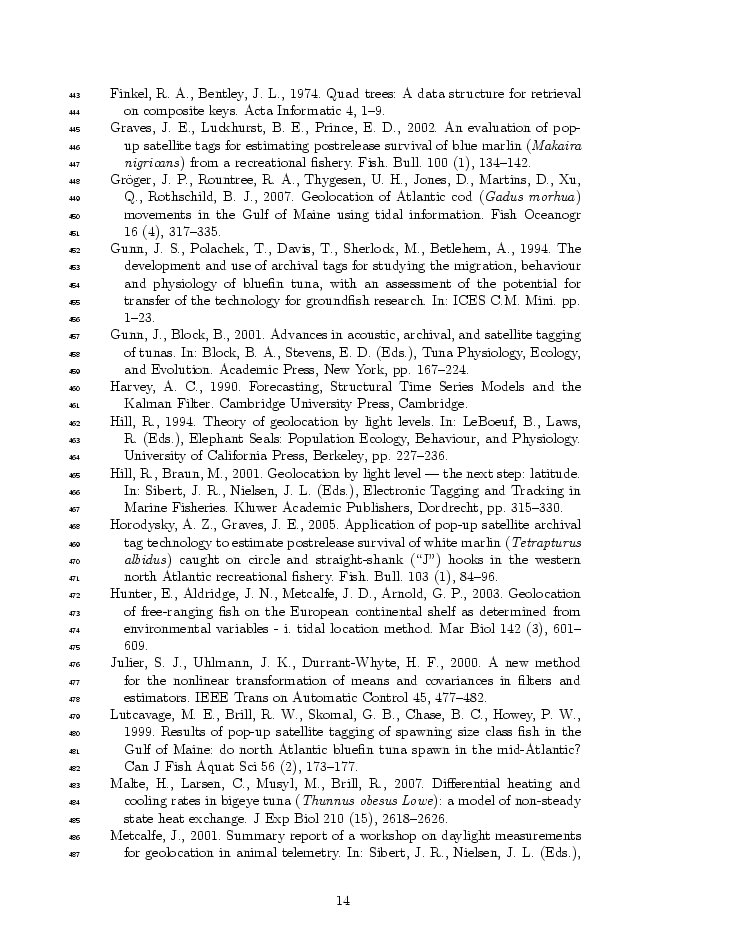 443 Finkel, R. A., Bentley, J. L., 1974. Quad trees: A data structure for retrieval
444 on composite keys. Acta Informatic 4, 1–9.
445 Graves, J. E., Luckhurst, B. E., Prince, E. D., 2002. An evaluation of pop-
446 up satellite tags for estimating postrelease survival of blue marlin (Makaira
447 nigricans) from a recreational fishery. Fish. Bull. 100 (1), 134–142.
448 Gröger, J. P., Rountree, R. A., Thygesen, U. H., Jones, D., Martins, D., Xu,
449 Q., Rothschild, B. J., 2007. Geolocation of Atlantic cod (Gadus morhua)
450 movements in the Gulf of Maine using tidal information. Fish Oceanogr
451 16 (4), 317–335.
452 Gunn, J. S., Polachek, T., Davis, T., Sherlock, M., Betlehem, A., 1994. The
453 development and use of archival tags for studying the migration, behaviour
454 and physiology of bluefin tuna, with an assessment of the potential for
455 transfer of the technology for groundfish research. In: ICES C.M. Mini. pp.
456 1–23.
457 Gunn, J., Block, B., 2001. Advances in acoustic, archival, and satellite tagging
458 of tunas. In: Block, B. A., Stevens, E. D. (Eds.), Tuna Physiology, Ecology,
459 and Evolution. Academic Press, New York, pp. 167–224.
460 Harvey, A. C., 1990. Forecasting, Structural Time Series Models and the
461 Kalman Filter. Cambridge University Press, Cambridge.
462 Hill, R., 1994. Theory of geolocation by light levels. In: LeBoeuf, B., Laws,
463 R. (Eds.), Elephant Seals: Population Ecology, Behaviour, and Physiology.
464 University of California Press, Berkeley, pp. 227–236.
465 Hill, R., Braun, M., 2001. Geolocation by light level — the next step: latitude.
466 In: Sibert, J. R., Nielsen, J. L. (Eds.), Electronic Tagging and Tracking in
467 Marine Fisheries. Kluwer Academic Publishers, Dordrecht, pp. 315–330.
468 Horodysky, A. Z., Graves, J. E., 2005. Application of pop-up satellite archival
469 tag technology to estimate postrelease survival of white marlin (Tetrapturus
470 albidus) caught on circle and straight-shank (“J”) hooks in the western
471 north Atlantic recreational fishery. Fish. Bull. 103 (1), 84–96.
472 Hunter, E., Aldridge, J. N., Metcalfe, J. D., Arnold, G. P., 2003. Geolocation
473 of free-ranging fish on the European continental shelf as determined from
474 environmental variables - i. tidal location method. Mar Biol 142 (3), 601–
475 609.
476 Julier, S. J., Uhlmann, J. K., Durrant-Whyte, H. F., 2000. A new method
477 for the nonlinear transformation of means and covariances in filters and
478 estimators. IEEE Trans on Automatic Control 45, 477–482.
479 Lutcavage, M. E., Brill, R. W., Skomal, G. B., Chase, B. C., Howey, P. W.,
480 1999. Results of pop-up satellite tagging of spawning size class fish in the
481 Gulf of Maine: do north Atlantic bluefin tuna spawn in the mid-Atlantic?
482 Can J Fish Aquat Sci 56 (2), 173–177.
483 Malte, H., Larsen, C., Musyl, M., Brill, R., 2007. Differential heating and
484 cooling rates in bigeye tuna (Thunnus obesus Lowe): a model of non-steady
485 state heat exchange. J Exp Biol 210 (15), 2618–2626.
486 Metcalfe, J., 2001. Summary report of a workshop on daylight measurements
487 for geolocation in animal telemetry. In: Sibert, J. R., Nielsen, J. L. (Eds.),
14